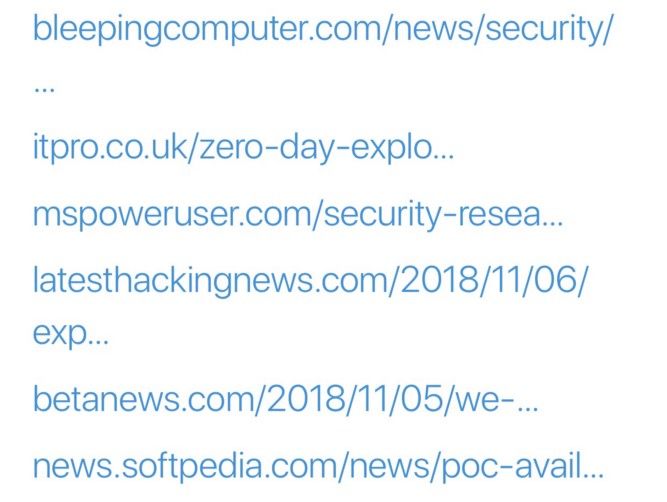 bleepingcomputer.com/news/security/
...
itpro.co.uk/zero-day-explo...
mspoweruser.com/security-resea...
latesthackingnews.com/2018/11/06/
exp...
betanews.com/2018/11/05/we-...
news.softpedia.com/news/poc-avail...